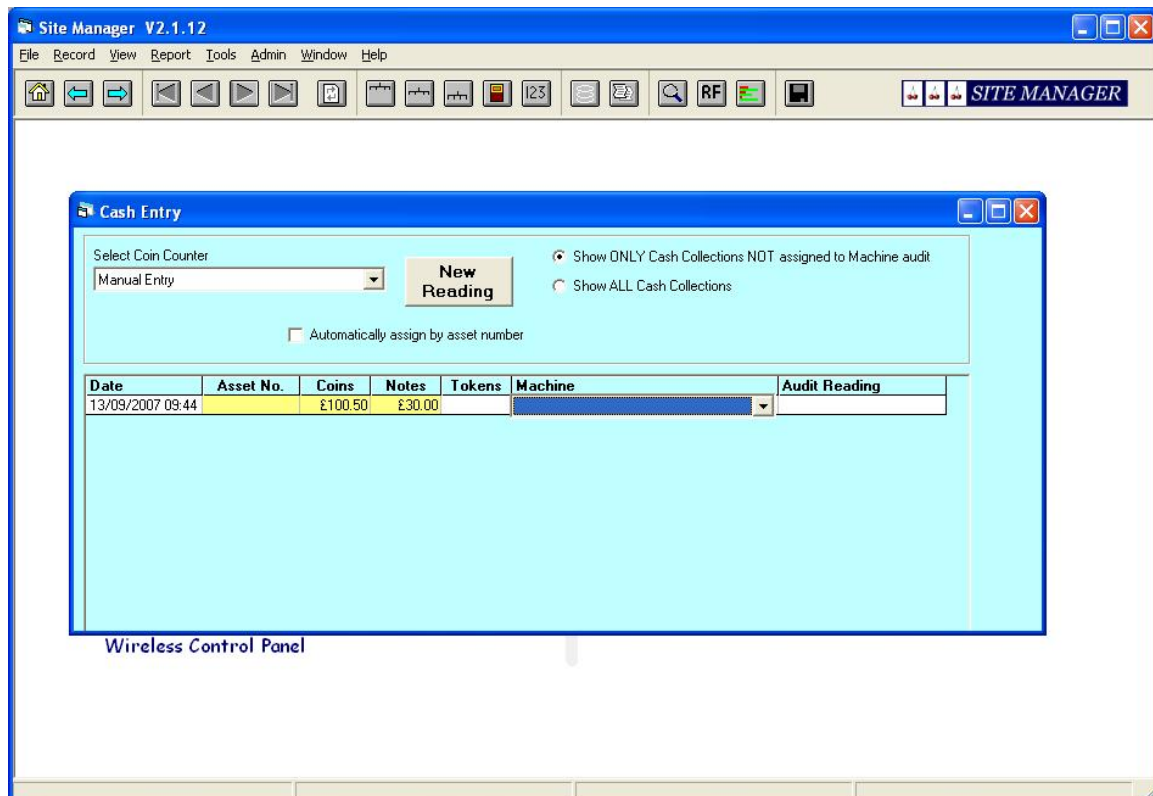 Site Manager V2.1.12
File Record View Report Tools Admin Window Help
123 RF SITE MANAGER
Cash Entry
Select Coin Counter
Manual Entry
New
Reading
Show ONLY Cash Collections NOT assigned to Machine audit
Show ALL Cash Collections
Automatically assign by asset number
Date Asset No. Coins Notes Tokens Machine Audit Reading
13/09/2007 09:44 £100.50 £30.00
Wireless Control Panel